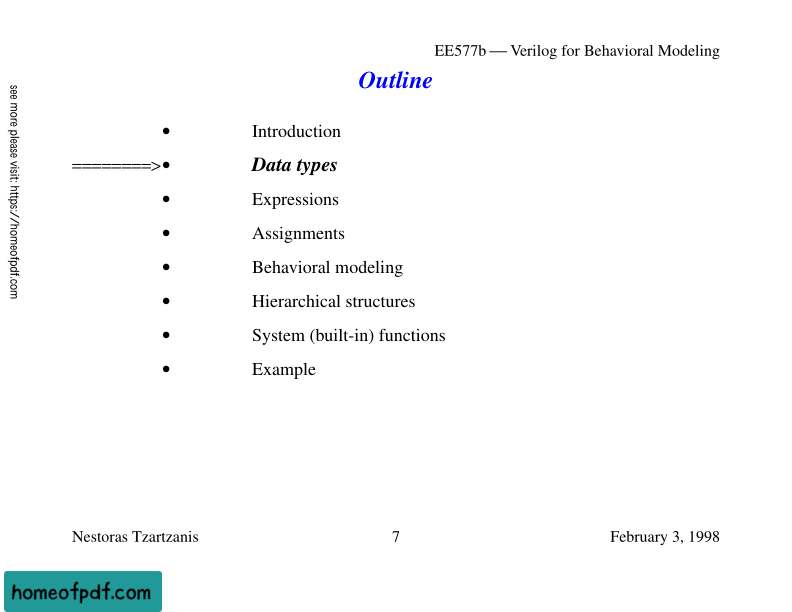 EE577b — Verilog for Behavioral Modeling
Outline
• Introduction
========>• Data types
• Expressions
• Assignments
• Behavioral modeling
• Hierarchical structures
• System (built-in) functions
• Example
Nestoras Tzartzanis 7 February 3, 1998
see more please visit: https://homeofpdf.com
homeofpdf.com